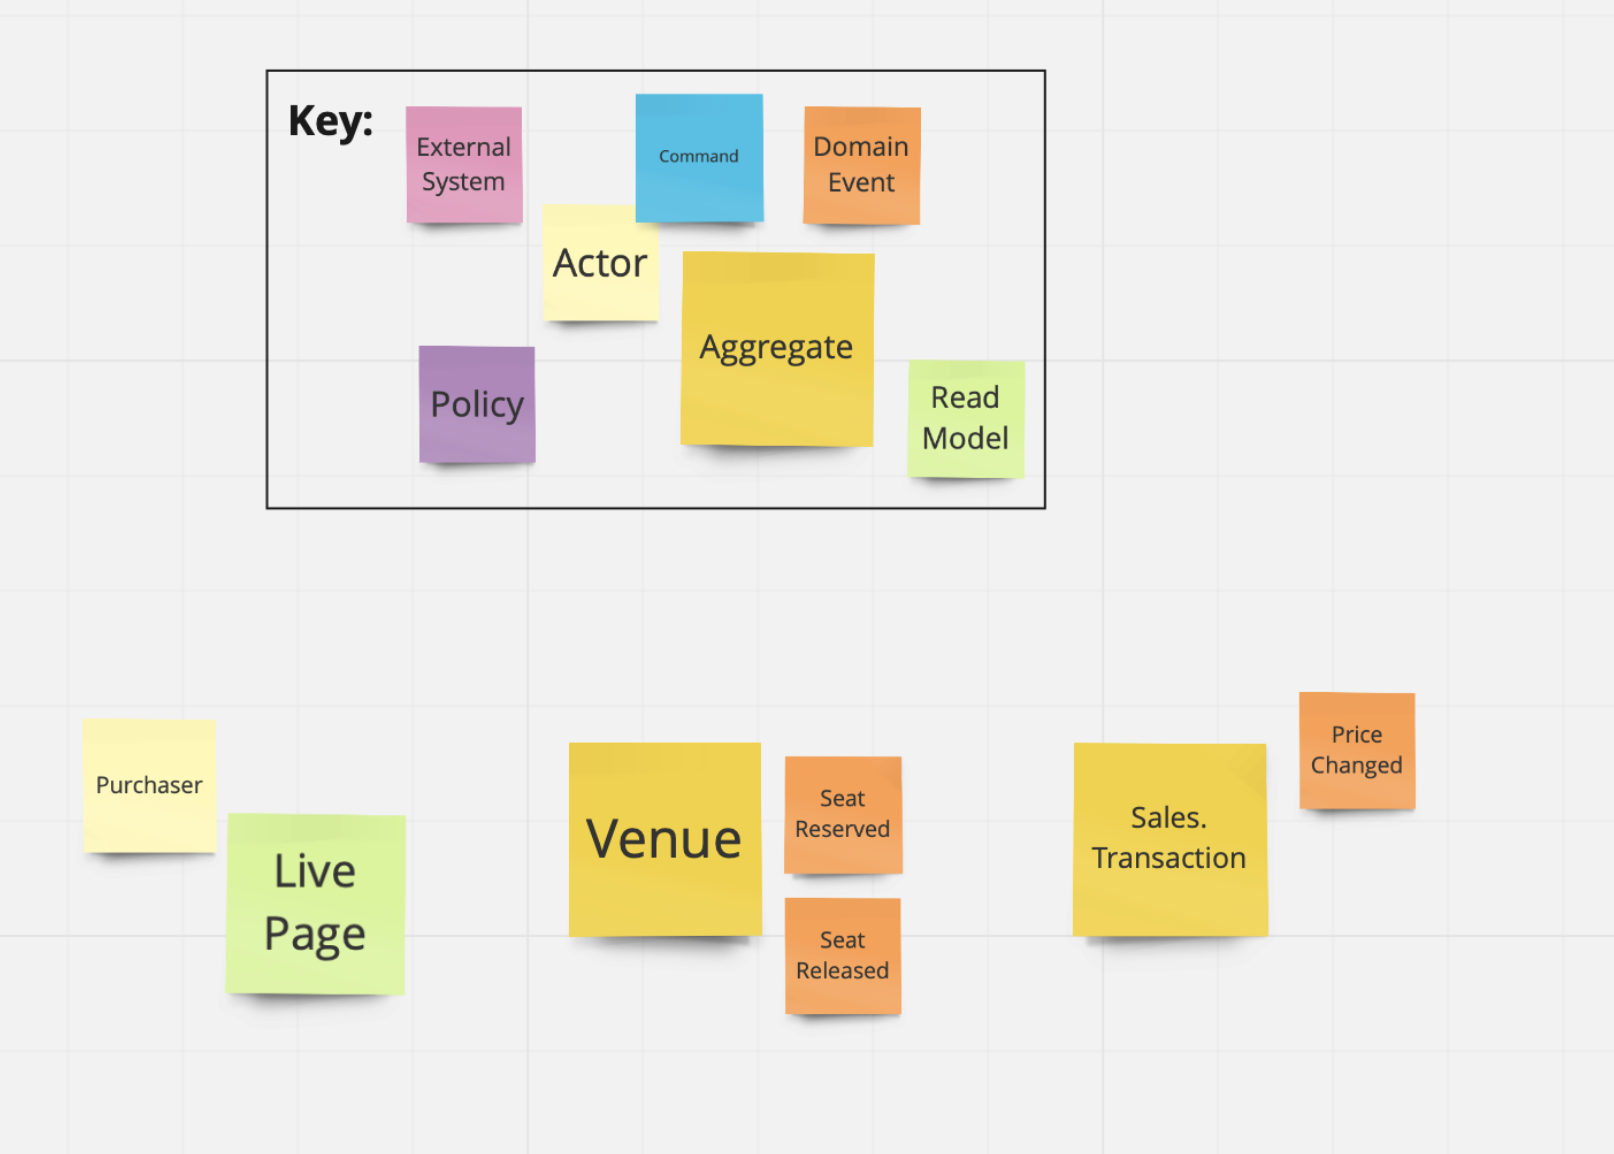 Key:
External
System
Command
Domain
Event
Actor
Aggregate
Policy
Read
Model
Purchaser
Live
Page
Venue
Seat
Reserved
Seat
Released
Sales.
Transaction
Price
Changed